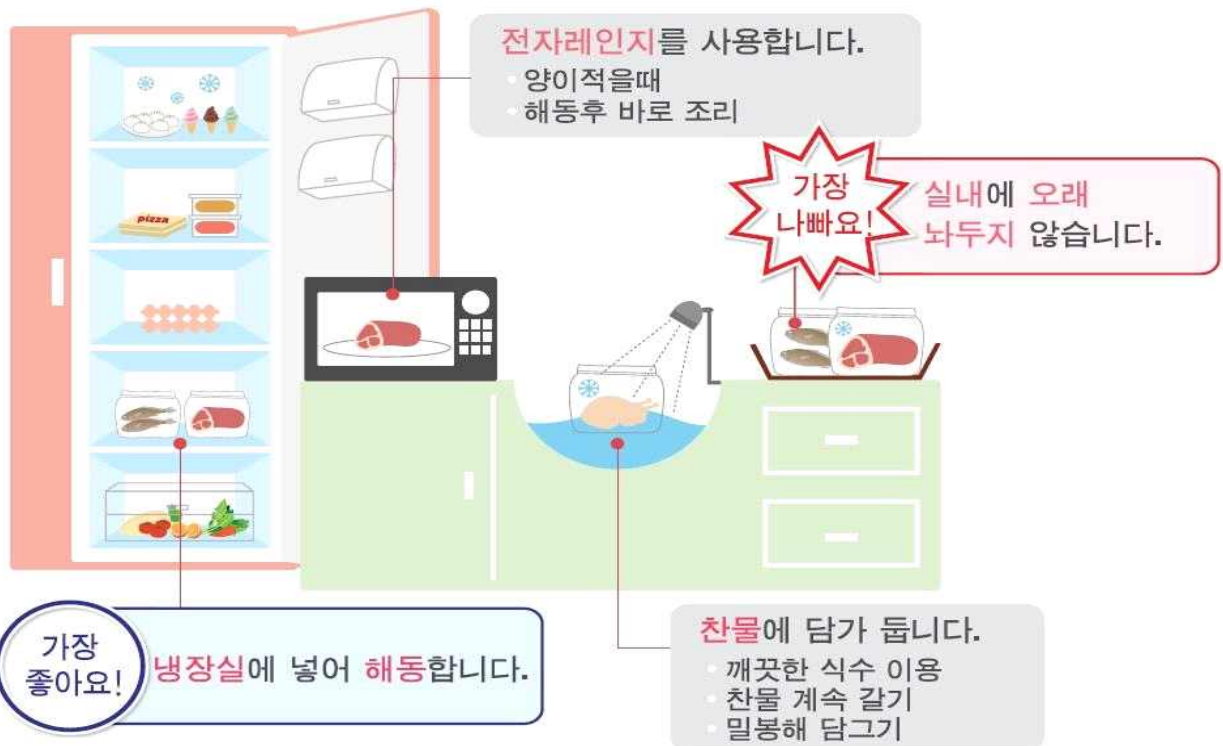 전자레인지를 사용합니다.
양이적을때
해동후 바로 조리
가장
나빠요!
실내에 오래
놔두지 않습니다.
pizza
가장
좋아요!
냉장실에 넣어 해동합니다.
찬물에 담가 둡니다.
깨끗한 식수 이용
찬물 계속 갈기
밀봉해 담그기